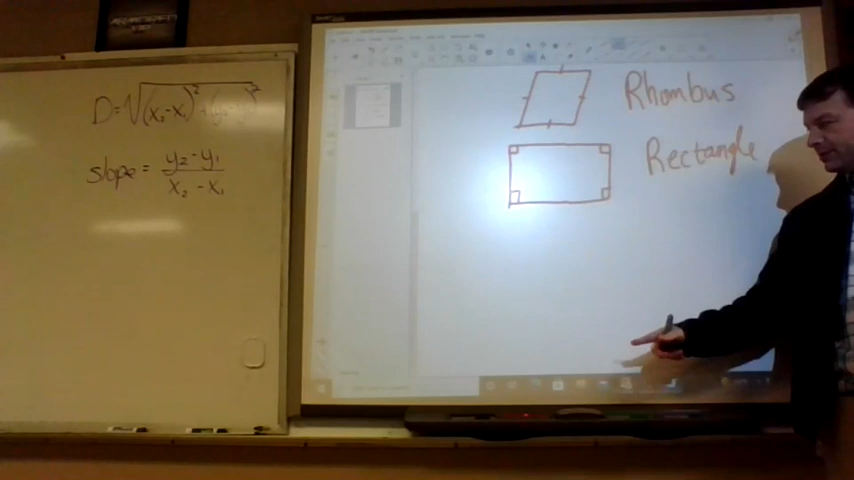 D=√(x₂-x₁)²+(y₂-y₁)²
slope = y₂-y₁
x₂-x₁
Rhombus
Rectangle